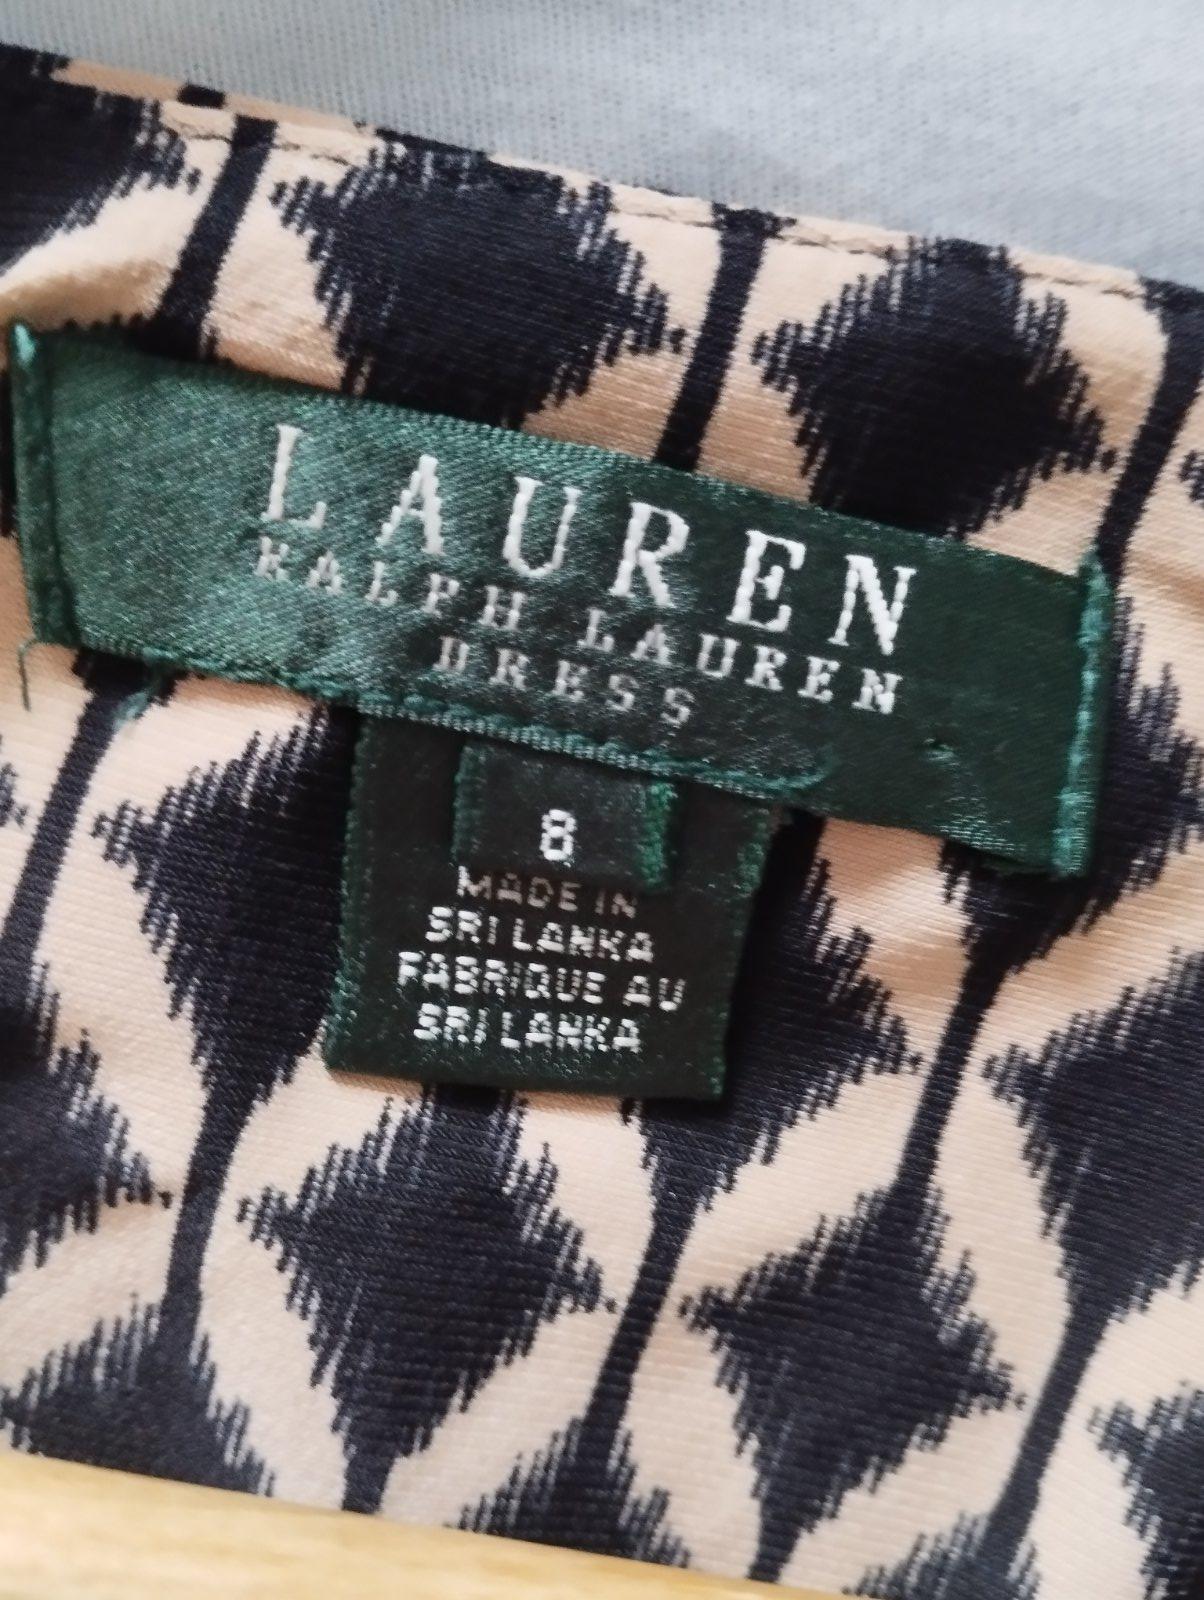 LAUREN
RALPH LAUREN
DRESS
8
MADE IN
SRI LANKA
FABRIQUE AU
SRI LANKA